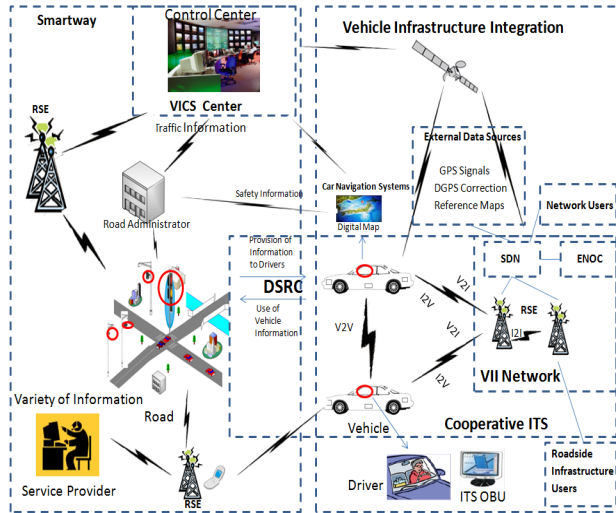 Smartway
Control Center
Vehicle Infrastructure Integration
RSE
VICS Center
Traffic Information
External Data Sources
GPS Signals
DGPS Correction
Reference Maps
Safety Information
Car Navigation Systems
Digital Map
Network Users
Road Administrator
Provision of
Information
to Drivers
DSRC
Use of
Vehicle
Information
SDN
ENOC
V2I
I2V
V2I
I2V
V2V
RSE
I2I
VII Network
Variety of Information
Road
Vehicle
Cooperative ITS
Service Provider
RSE
Driver
ITS OBU
Roadside
Infrastructure
Users